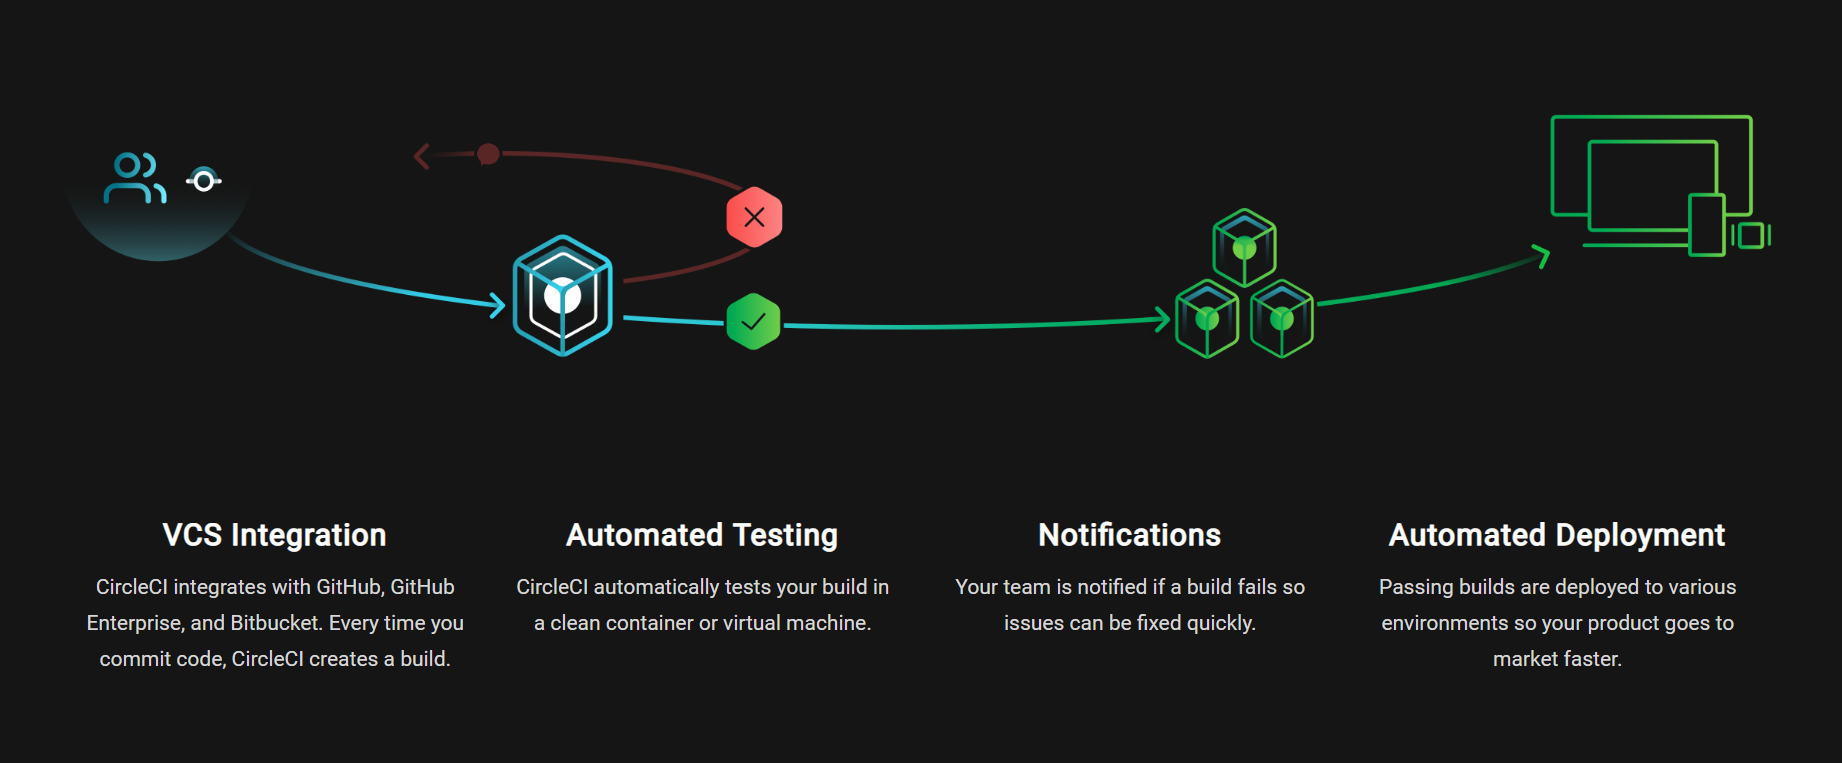 VCS Integration
CircleCI integrates with GitHub, GitHub
Enterprise, and Bitbucket. Every time you
commit code, CircleCI creates a build.
Automated Testing
CircleCI automatically tests your build in
a clean container or virtual machine.
Notifications
Your team is notified if a build fails so
issues can be fixed quickly.
Automated Deployment
Passing builds are deployed to various
environments so your product goes to
market faster.